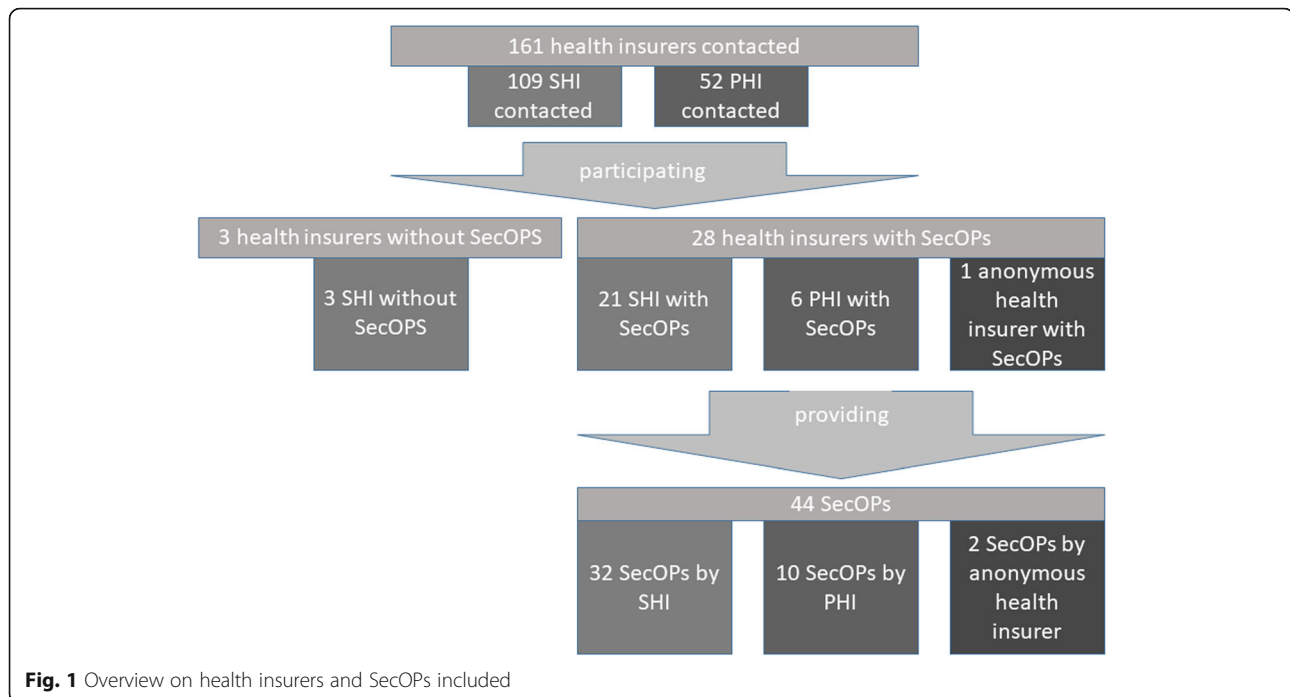 161 health insurers contacted
109 SHI
contacted
52 PHI
contacted
participating
3 health insurers without SecOPS
28 health insurers with SecOPs
3 SHI without
SecOPS
21 SHI with
SecOPs
6 PHI with
SecOPs
1 anonymous
health
insurer with
SecOPs
providing
44 SecOPs
32 SecOPs by
SHI
10 SecOPs by
PHI
2 SecOPs by
anonymous
health
insurer
Fig. 1 Overview on health insurers and SecOPs included